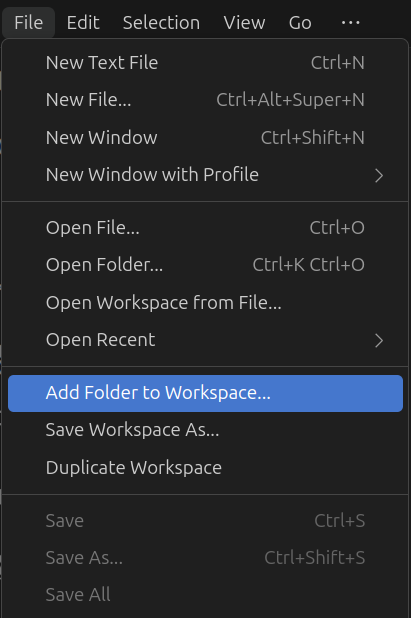 File Edit Selection View Go ···
New Text File Ctrl+N
New File... Ctrl+Alt+Super+N
New Window Ctrl+Shift+N
New Window with Profile
Open File... Ctrl+O
Open Folder... Ctrl+K Ctrl+O
Open Workspace from File...
Open Recent
Add Folder to Workspace...
Save Workspace As...
Duplicate Workspace
Save Ctrl+S
Save As... Ctrl+Shift+S
Save All